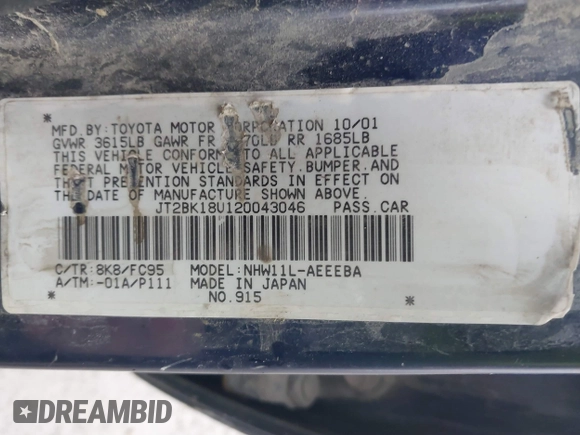 MFD.BY:TOYOTA MOTOR CORPORATION 10/01
GVWR 3615LB GAWR FR 70LB RR 1685LB
THIS VEHICLE CONFORMS TO ALL APPLICABLE
FEDERAL MOTOR VEHICLE SAFETY,BUMPER,AND
THEFT PREVENTION STANDARDS IN EFFECT ON
THE DATE OF MANUFACTURE SHOWN ABOVE.
* JT2BK18U120043046 PASS.CAR *
C/TR:8K8/FC95 MODEL:NHW11L-AEEEBA
A/TM:-01A/P111 MADE IN JAPAN
* NO.915 *
DREAMBID